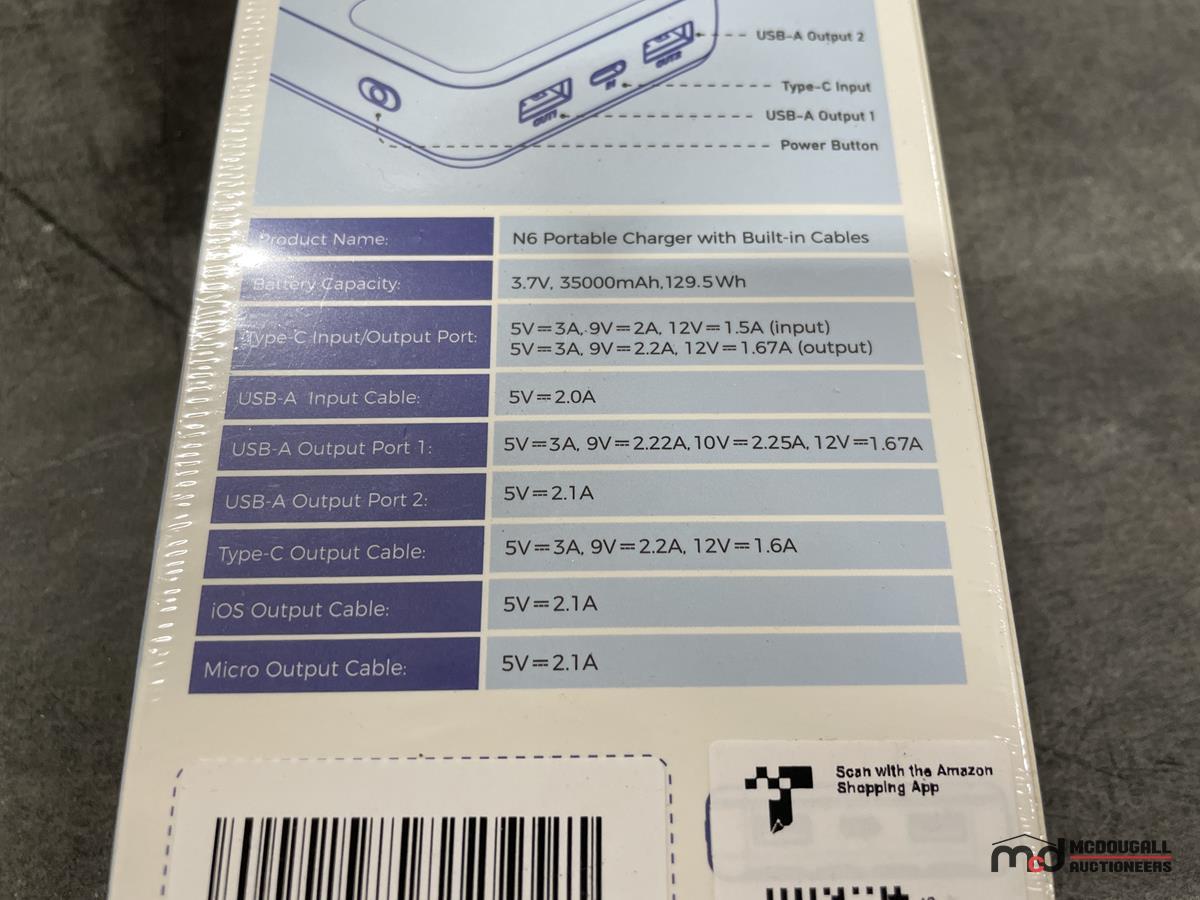 USB-A Output 2
OUT2
IN
Type-C Input
OUT1
USB-A Output 1
Power Button
Product Name: N6 Portable Charger with Built-in Cables
Battery Capacity: 3.7V, 35000mAh,129.5Wh
Type-C Input/Output Port: 5V⎓3A, 9V⎓2A, 12V⎓1.5A (input)
5V⎓3A, 9V⎓2.2A, 12V⎓1.67A (output)
USB-A Input Cable: 5V⎓2.0A
USB-A Output Port 1: 5V⎓3A, 9V⎓2.22A, 10V⎓2.25A, 12V⎓1.67A
USB-A Output Port 2: 5V⎓2.1A
Type-C Output Cable: 5V⎓3A, 9V⎓2.2A, 12V⎓1.6A
iOS Output Cable: 5V⎓2.1A
Micro Output Cable: 5V⎓2.1A
Scan with the Amazon
Shopping App
mcd MCDOUGALL
AUCTIONEERS